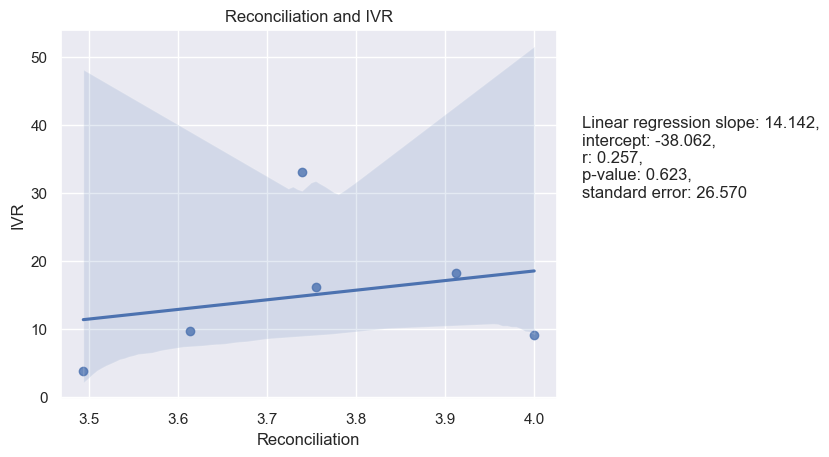 Reconciliation and IVR
50
40
30
20
10
0
IVR
3.5 3.6 3.7 3.8 3.9 4.0
Reconciliation
Linear regression slope: 14.142,
intercept: -38.062,
r: 0.257,
p-value: 0.623,
standard error: 26.570